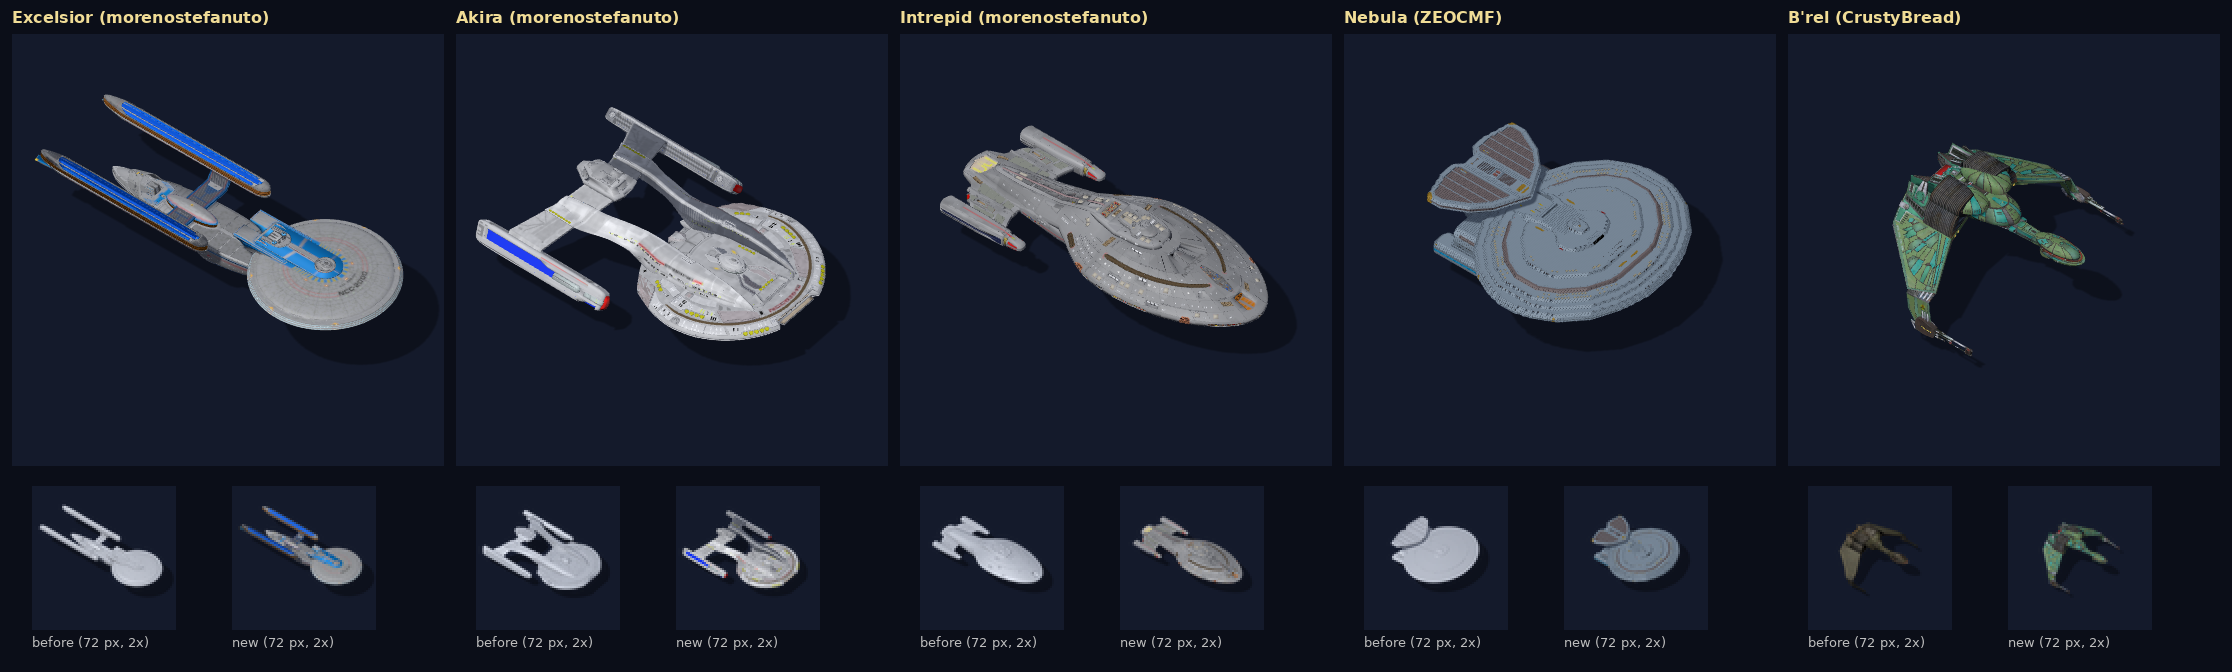 Excelsior (morenostefanuto)
Akira (morenostefanuto)
Intrepid (morenostefanuto)
Nebula (ZEOCMF)
B'rel (CrustyBread)
before (72 px, 2x)
new (72 px, 2x)
before (72 px, 2x)
new (72 px, 2x)
before (72 px, 2x)
new (72 px, 2x)
before (72 px, 2x)
new (72 px, 2x)
before (72 px, 2x)
new (72 px, 2x)